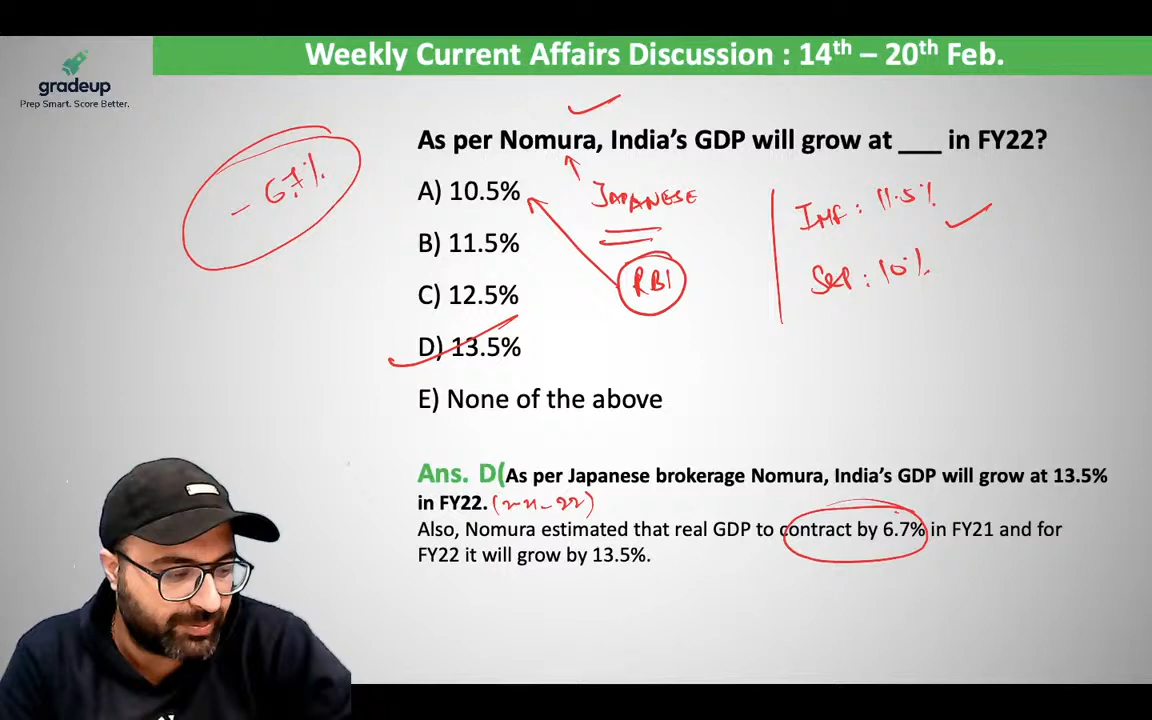 Weekly Current Affairs Discussion : 14th – 20th Feb.
gradeup
Prep Smart. Score Better.
As per Nomura, India's GDP will grow at ___ in FY22?
- 6.7%
A) 10.5%
JAPANESE
IMF : 11.5%
B) 11.5%
RBI
: 10%
C) 12.5%
D) 13.5%
E) None of the above
Ans. D(As per Japanese brokerage Nomura, India's GDP will grow at 13.5%
in FY22.
Also, Nomura estimated that real GDP to contract by 6.7% in FY21 and for
FY22 it will grow by 13.5%.